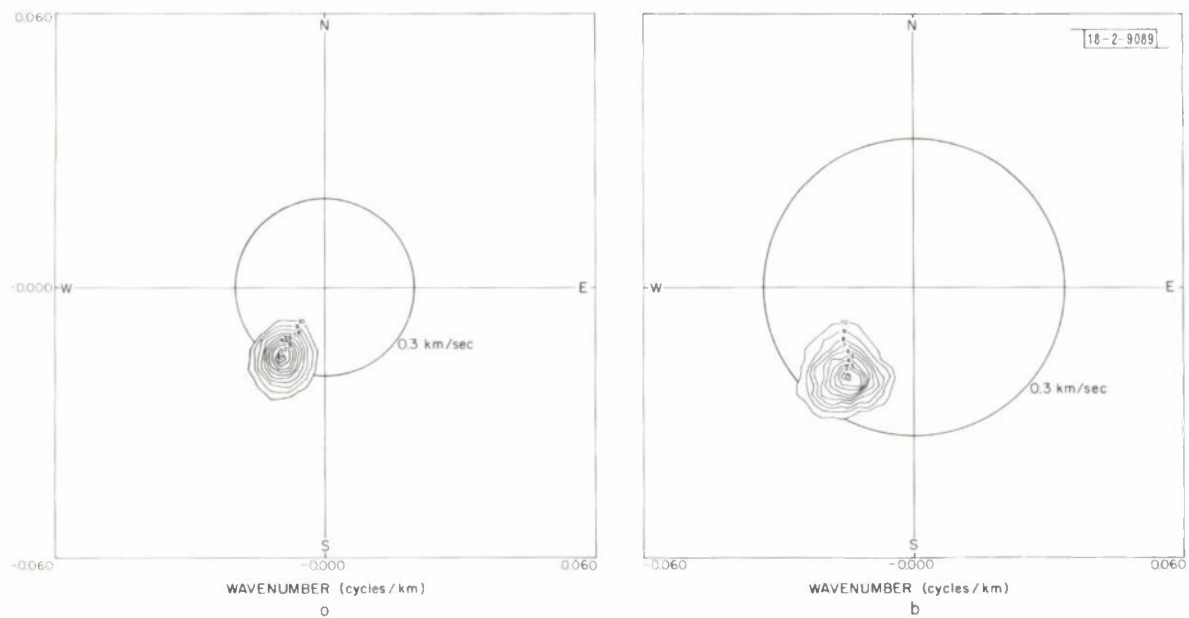 0.060
N
-0.000 W
E
0.3 km/sec
S
-0.060
-0.000
0.060
WAVENUMBER (cycles/km)
a
N
18-2-9089
W
E
0.3 km/sec
S
-0.060
-0.000
0.060
WAVENUMBER (cycles/km)
b